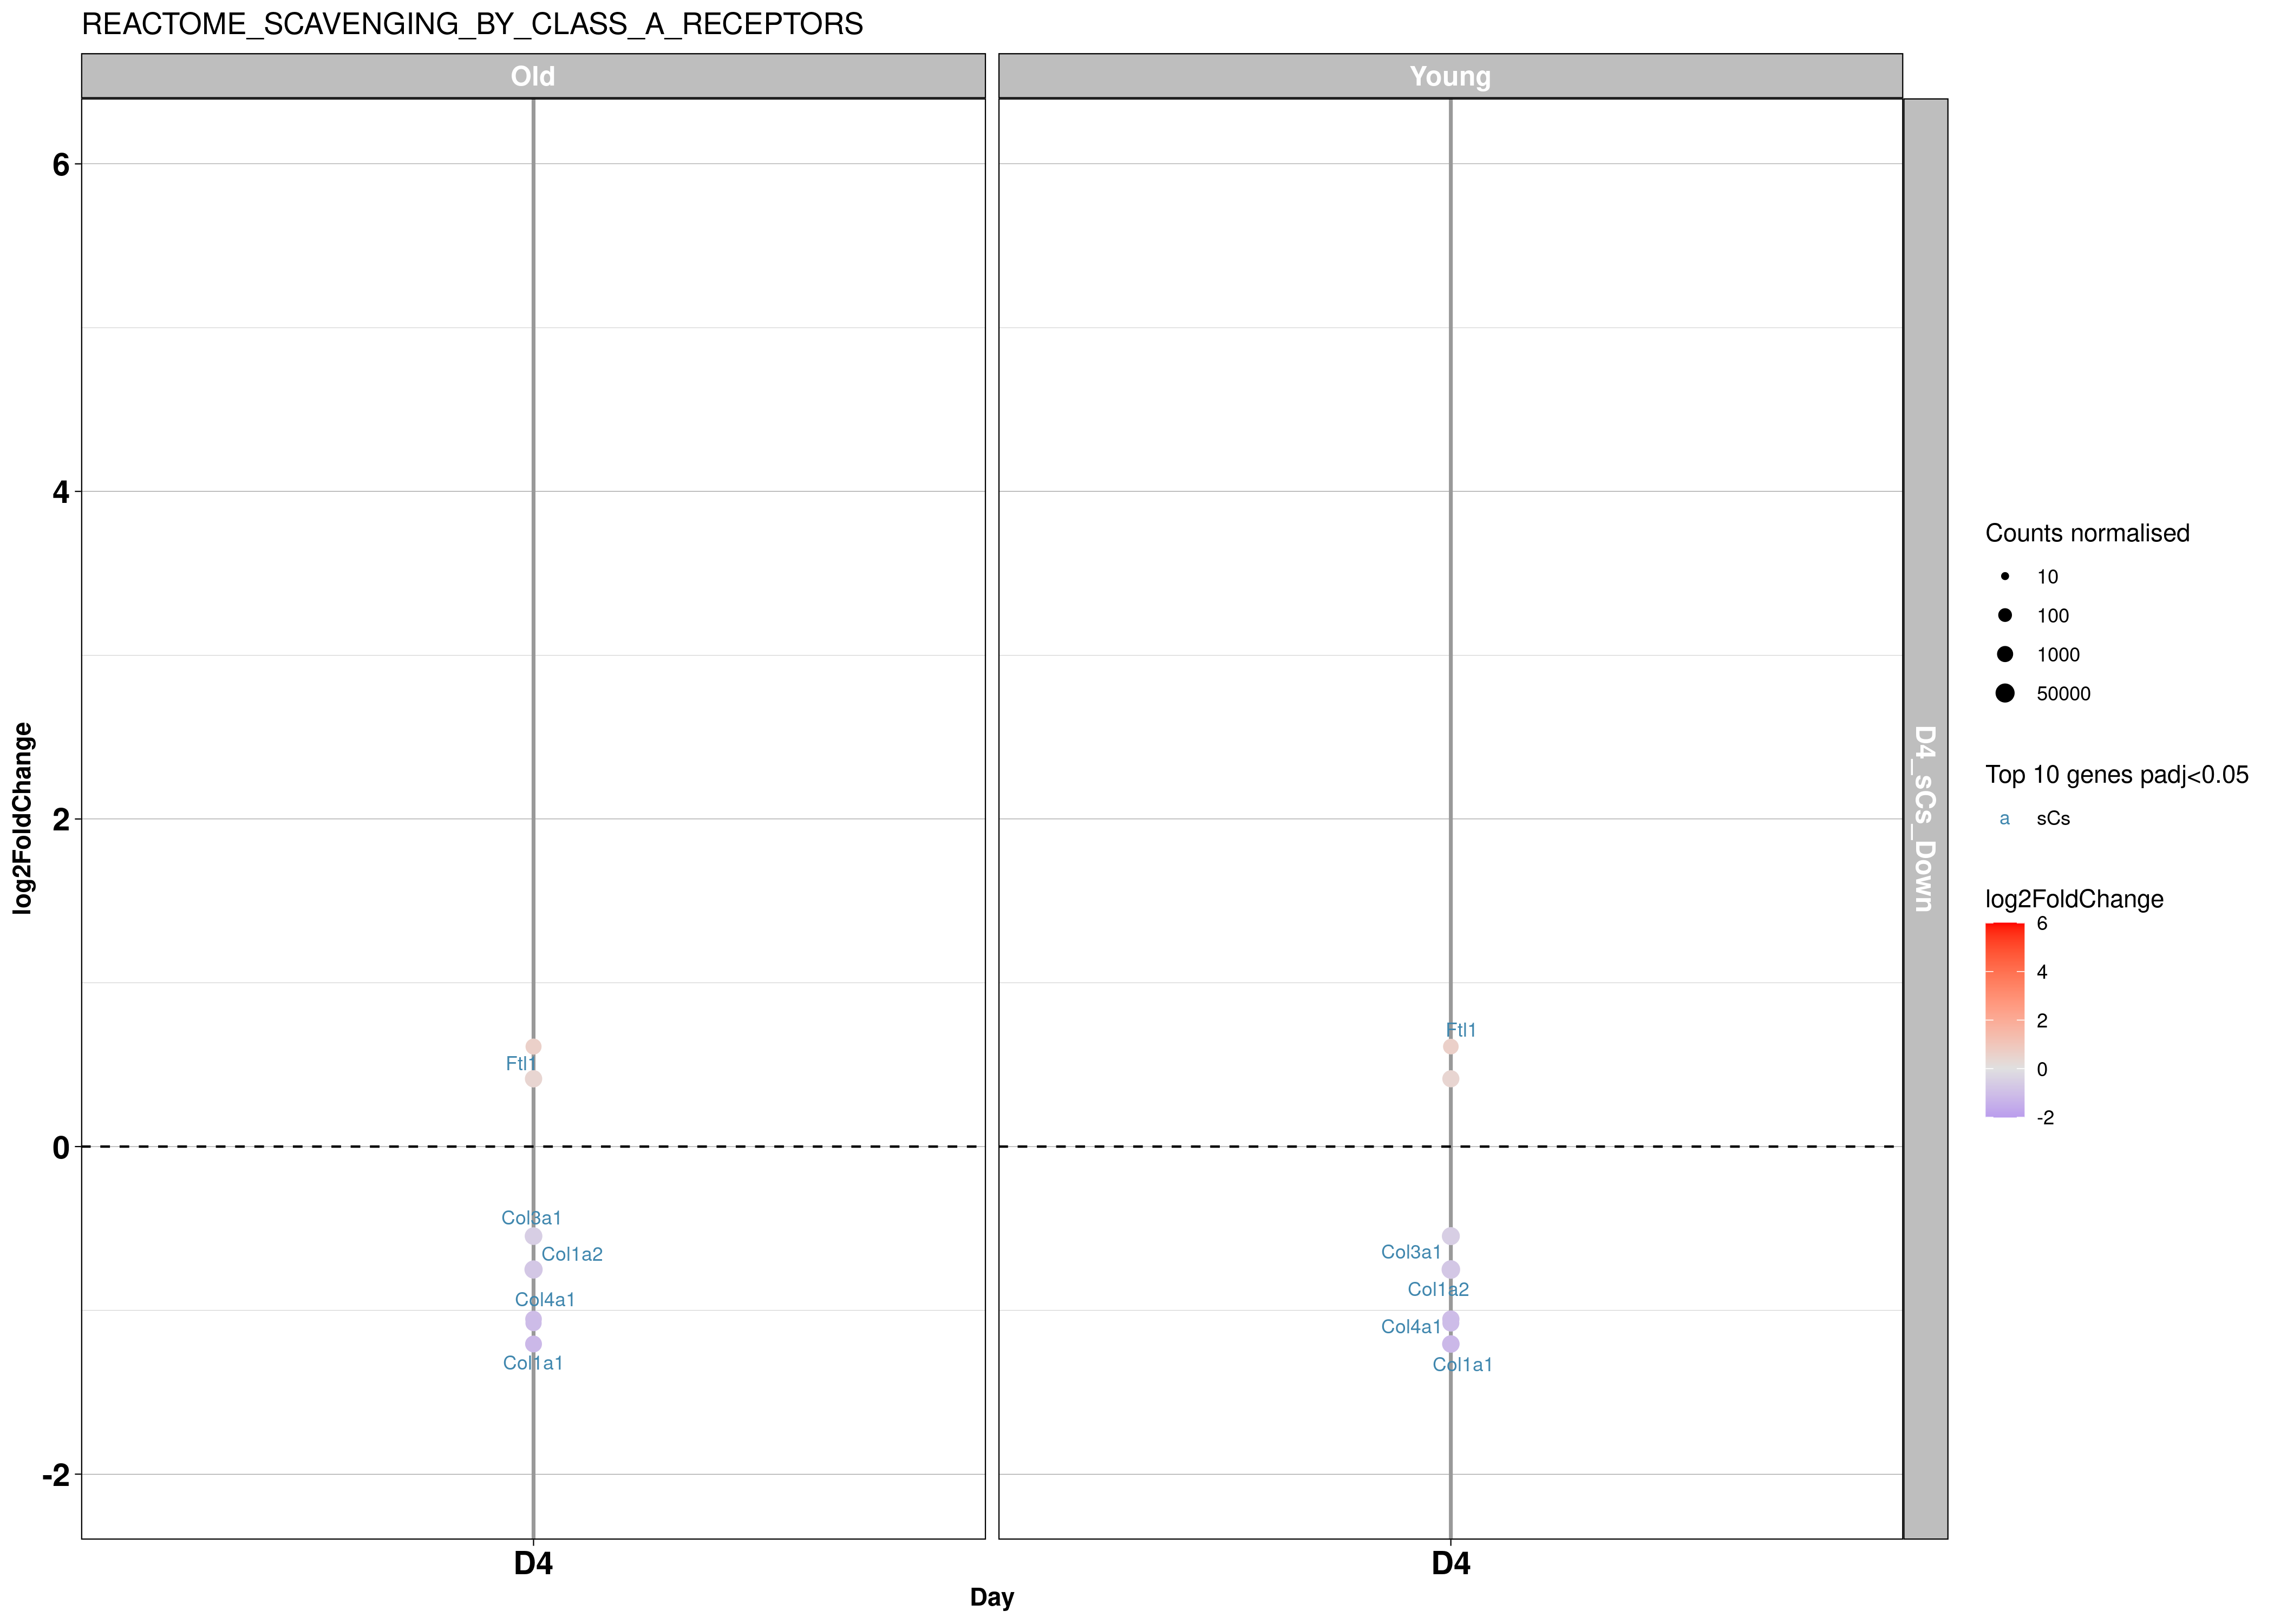 REACTOME_SCAVENGING_BY_CLASS_A_RECEPTORS
Old
Young
6
4
2
0
-2
log2FoldChange
Ftl1
Col3a1
Col1a2
Col4a1
Col1a1
Ftl1
Col3a1
Col1a2
Col4a1
Col1a1
D4_sCs_Down
D4
D4
Day
Counts normalised
10
100
1000
50000
Top 10 genes padj<0.05
a sCs
log2FoldChange
6
4
2
0
-2